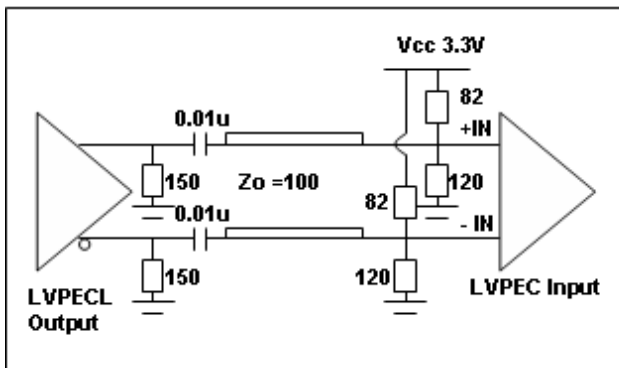 Vcc 3.3V
82
0.01u
+IN
150
Zo =100
120
0.01u
82
- IN
150
120
LVPECL
Output
LVPEC Input